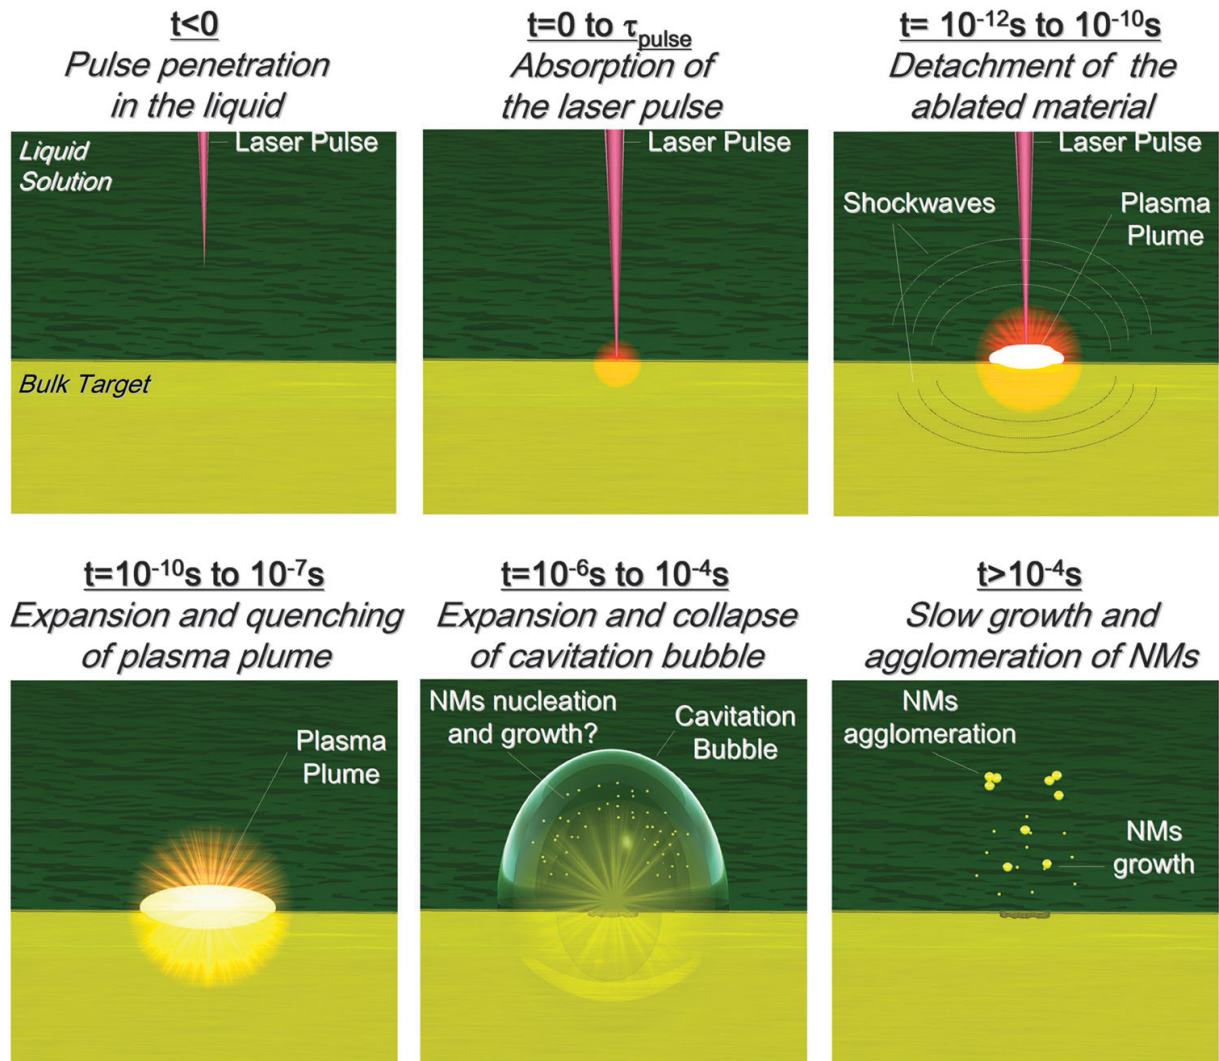 t<0
Pulse penetration
in the liquid
Laser Pulse
Liquid
Solution
Bulk Target
t=0 to τpulse
Absorption of
the laser pulse
Laser Pulse
t= 10⁻¹²s to 10⁻¹⁰s
Detachment of the
ablated material
Laser Pulse
Shockwaves
Plasma
Plume
t=10⁻¹⁰s to 10⁻⁷s
Expansion and quenching
of plasma plume
Plasma
Plume
t=10⁻⁶s to 10⁻⁴s
Expansion and collapse
of cavitation bubble
NMs nucleation
and growth?
Cavitation
Bubble
t>10⁻⁴s
Slow growth and
agglomeration of NMs
NMs
agglomeration
NMs
growth